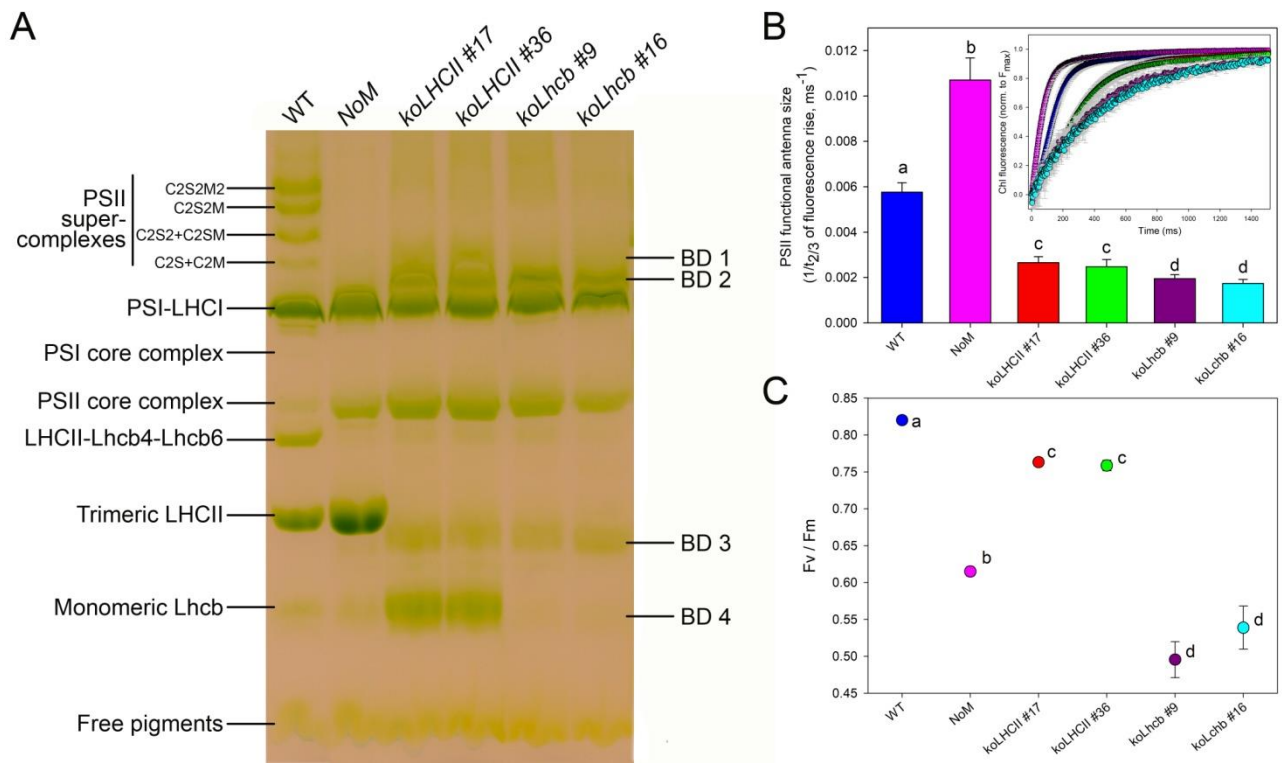 A
WT
NoM
koLHCII #17
koLHCII #36
koLhcb #9
koLhcb #16
PSII
super-
complexes
C2S2M2
C2S2M
C2S2+C2SM
C2S+C2M
PSI-LHCI
PSI core complex
PSII core complex
LHCII-Lhcb4-Lhcb6
Trimeric LHCII
Monomeric Lhcb
Free pigments
BD 1
BD 2
BD 3
BD 4
B
PSII functional antenna size
(1/t2/3 of fluorescence rise, ms-1)
0.012
0.010
0.008
0.006
0.004
0.002
0.000
a
b
c
c
d
d
WT
NoM
koLHCII #17
koLHCII #36
koLhcb #9
koLchb #16
Chl fluorescence (norm. to Fmax)
1.0
0.8
0.6
0.4
0.2
0.0
0 200 400 600 800 1000 1200 1400
Time (ms)
C
Fv / Fm
0.85
0.80
0.75
0.70
0.65
0.60
0.55
0.50
0.45
a
b
c
c
d
d
WT
NoM
koLHCII #17
koLHCII #36
koLhcb #9
koLchb #16